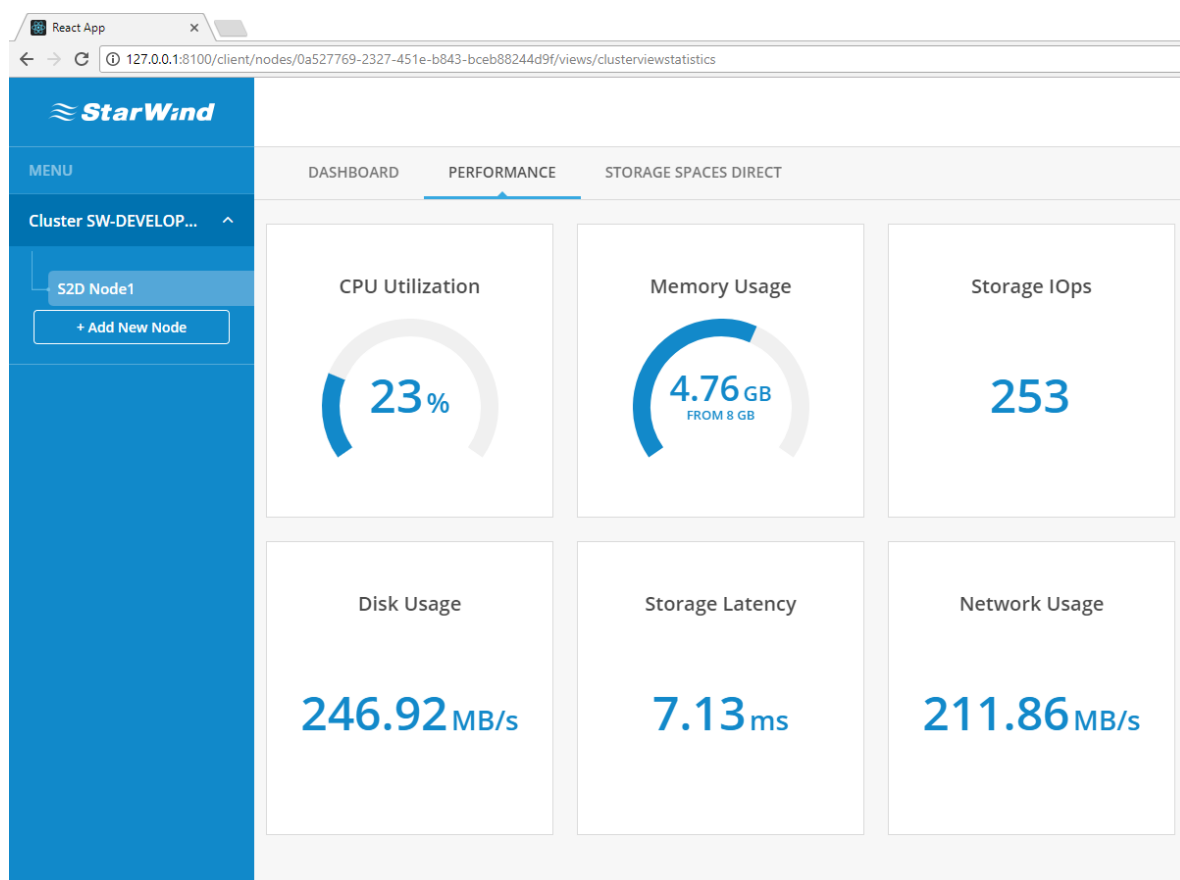 React App
127.0.0.1:8100/client/nodes/0a527769-2327-451e-b843-bceb88244d9f/views/clusterviewstatistics
StarWind
MENU
DASHBOARD PERFORMANCE STORAGE SPACES DIRECT
Cluster SW-DEVELOP...
S2D Node1
+ Add New Node
CPU Utilization
23%
Memory Usage
4.76 GB
FROM 8 GB
Storage IOps
253
Disk Usage
246.92 MB/s
Storage Latency
7.13 ms
Network Usage
211.86 MB/s